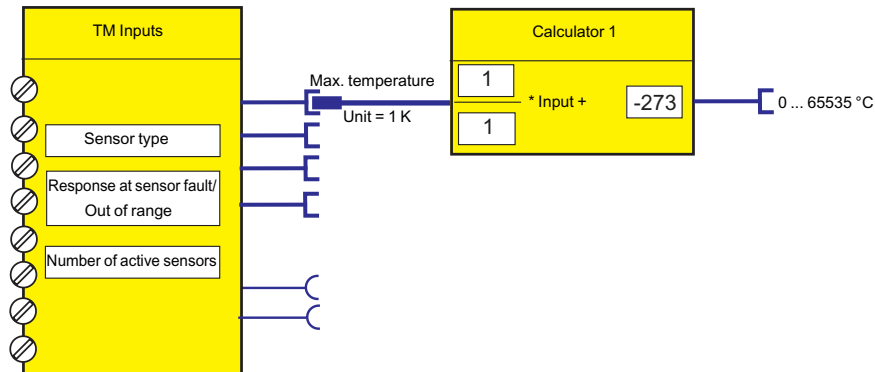 TM Inputs
Sensor type
Response at sensor fault/
Out of range
Number of active sensors
Max. temperature
Unit = 1 K
Calculator 1
1
1
* Input +
-273
0 ... 65535 °C